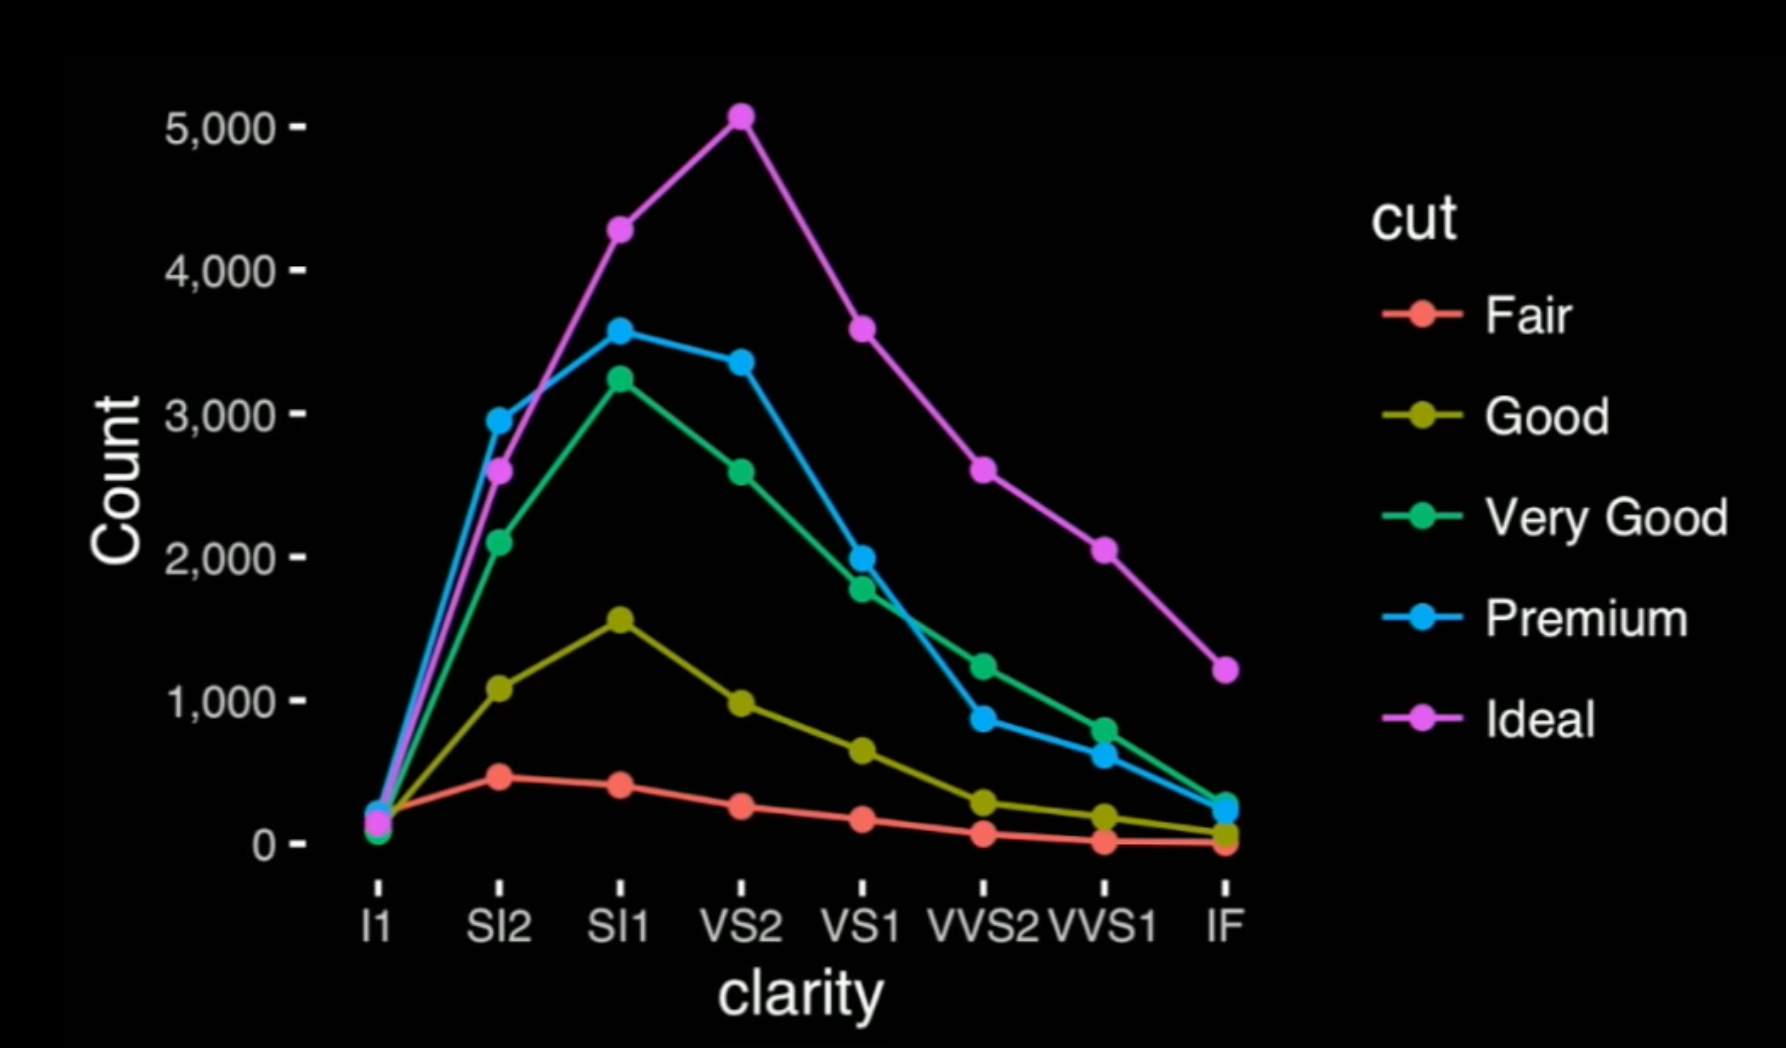 5,000
4,000
3,000
2,000
1,000
0
Count
I1 SI2 SI1 VS2 VS1 VVS2 VVS1 IF
clarity
cut
Fair
Good
Very Good
Premium
Ideal